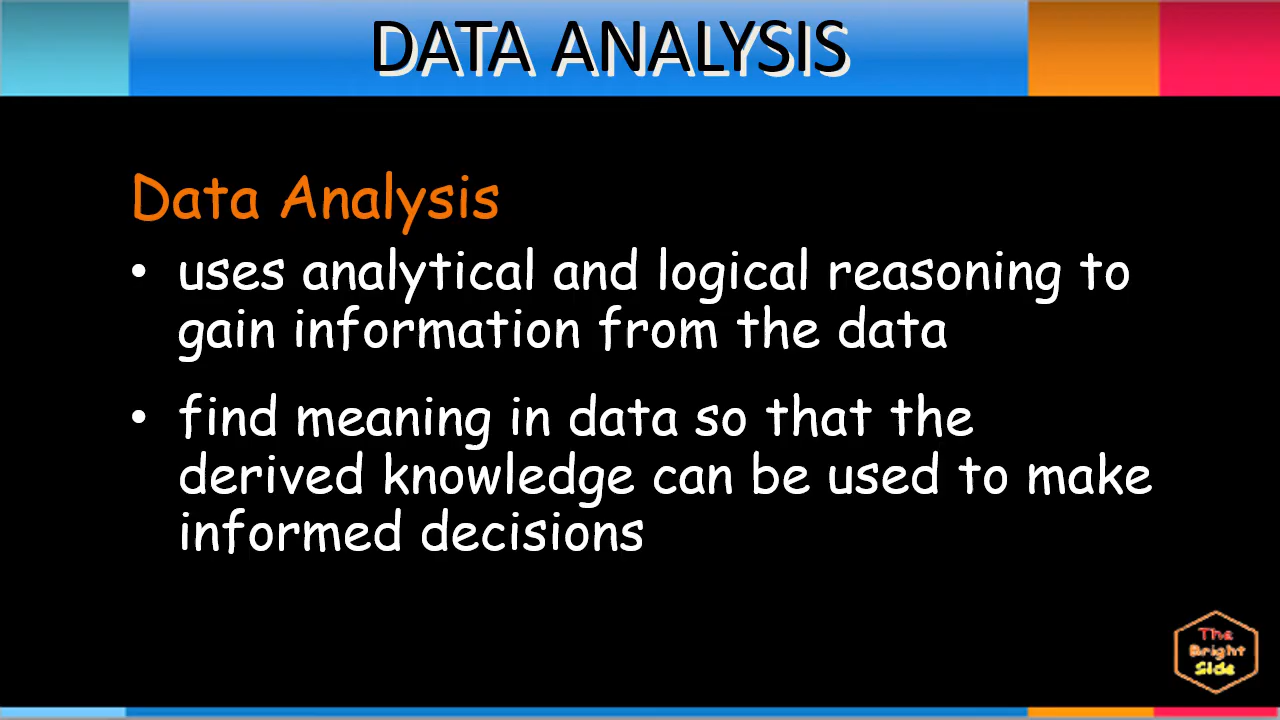 DATA ANALYSIS
Data Analysis
• uses analytical and logical reasoning to
gain information from the data
• find meaning in data so that the
derived knowledge can be used to make
informed decisions
The
Bright
Side